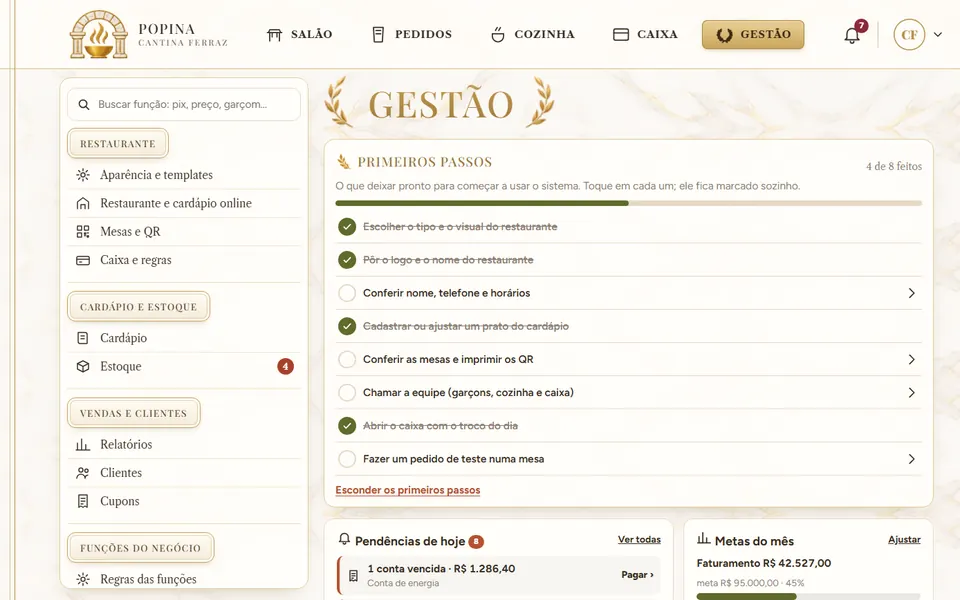 POPINA
CANTINA FERRAZ
SALÃO
PEDIDOS
COZINHA
CAIXA
GESTÃO
7
CF
Buscar função: pix, preço, garçom...
RESTAURANTE
Aparência e templates
Restaurante e cardápio online
Mesas e QR
Caixa e regras
CARDÁPIO E ESTOQUE
Cardápio
Estoque
4
VENDAS E CLIENTES
Relatórios
Clientes
Cupons
FUNÇÕES DO NEGÓCIO
Regras das funções
GESTÃO
PRIMEIROS PASSOS
4 de 8 feitos
O que deixar pronto para começar a usar o sistema. Toque em cada um; ele fica marcado sozinho.
Escolher o tipo e o visual do restaurante
Pôr o logo e o nome do restaurante
Conferir nome, telefone e horários
Cadastrar ou ajustar um prato do cardápio
Conferir as mesas e imprimir os QR
Chamar a equipe (garçons, cozinha e caixa)
Abrir o caixa com o troco do dia
Fazer um pedido de teste numa mesa
Esconder os primeiros passos
Pendências de hoje 8
Ver todas
1 conta vencida · R$ 1.286,40
Conta de energia
Pagar ›
Metas do mês
Ajustar
Faturamento R$ 42.527,00
meta R$ 95.000,00 · 45%